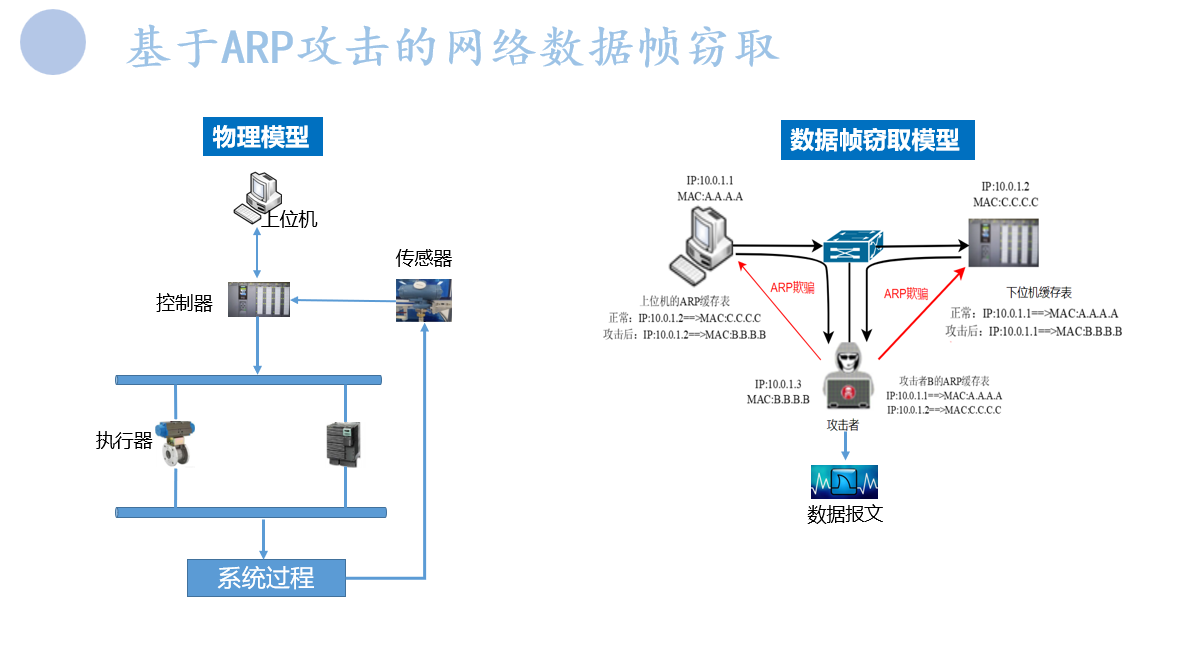 基于ARP攻击的网络数据帧窃取
物理模型
上位机
传感器
控制器
执行器
系统过程
数据帧窃取模型
IP:10.0.1.1
MAC:A.A.A.A
IP:10.0.1.2
MAC:C.C.C.C
ARP欺骗
ARP欺骗
上位机的ARP缓存表
正常：IP:10.0.1.2==>MAC:C.C.C.C
攻击后：IP:10.0.1.2==>MAC:B.B.B.B
下位机缓存表
正常：IP:10.0.1.1==>MAC:A.A.A.A
攻击后：IP:10.0.1.1==>MAC:B.B.B.B
IP:10.0.1.3
MAC:B.B.B.B
攻击者B的ARP缓存表
IP:10.0.1.1==>MAC:A.A.A.A
IP:10.0.1.2==>MAC:C.C.C.C
攻击者
数据报文